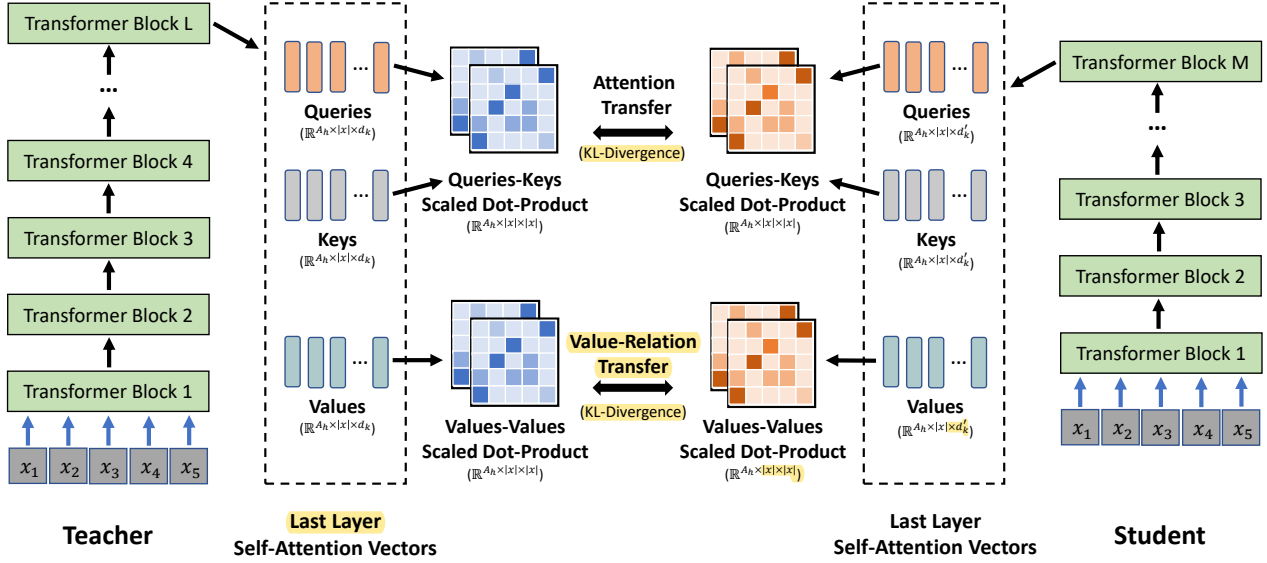 Transformer Block L
...
Transformer Block 4
Transformer Block 3
Transformer Block 2
Transformer Block 1
x₁ x₂ x₃ x₄ x₅
Teacher
...
Queries
(ℝ^{A_h×|x|×d_k})
...
Keys
(ℝ^{A_h×|x|×d_k})
...
Values
(ℝ^{A_h×|x|×d_k})
Last Layer
Self-Attention Vectors
Queries-Keys
Scaled Dot-Product
(ℝ^{A_h×|x|×|x|})
Values-Values
Scaled Dot-Product
(ℝ^{A_h×|x|×|x|})
Attention
Transfer
(KL-Divergence)
Value-Relation
Transfer
(KL-Divergence)
Queries-Keys
Scaled Dot-Product
(ℝ^{A_h×|x|×|x|})
Values-Values
Scaled Dot-Product
(ℝ^{A_h×|x|×|x|})
...
Queries
(ℝ^{A_h×|x|×d'_k})
...
Keys
(ℝ^{A_h×|x|×d'_k})
...
Values
(ℝ^{A_h×|x|×d'_k})
Last Layer
Self-Attention Vectors
Transformer Block M
...
Transformer Block 3
Transformer Block 2
Transformer Block 1
x₁ x₂ x₃ x₄ x₅
Student